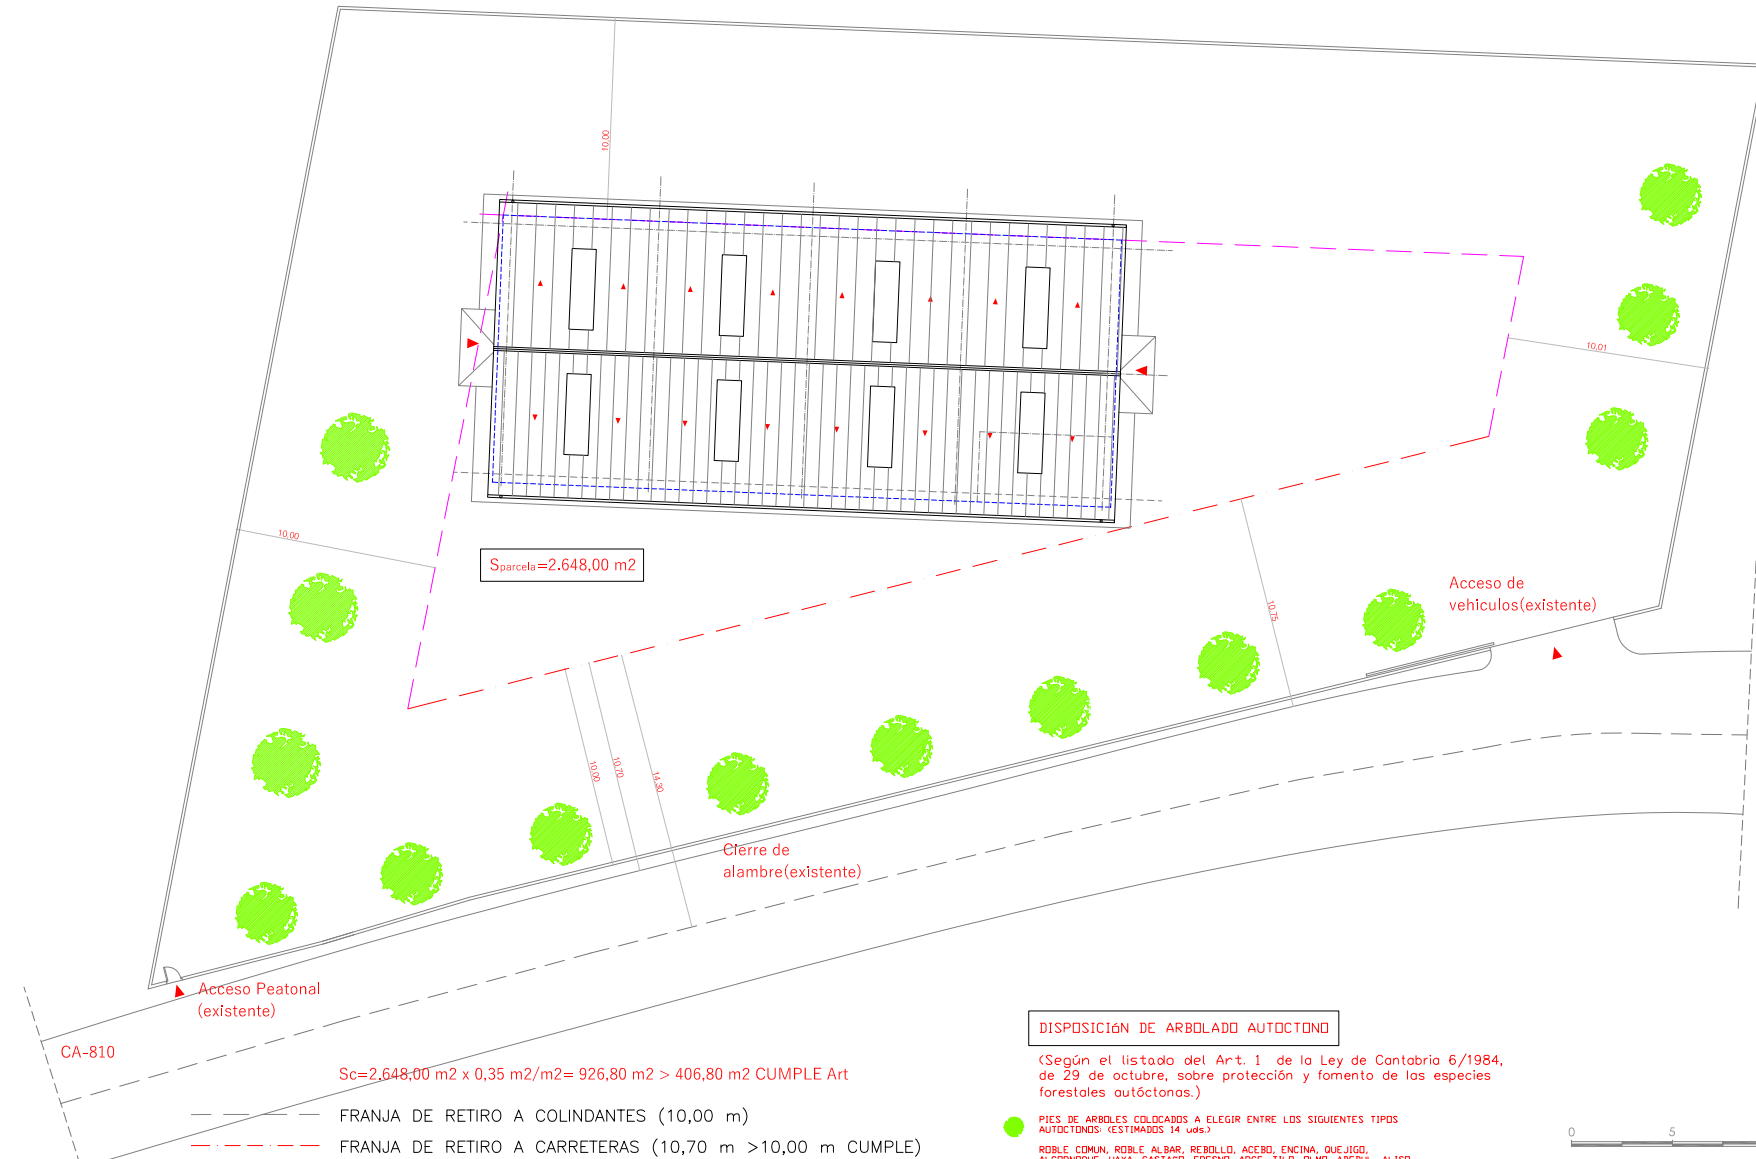 10.00
10.01
10.00
Sparcela=2.648,00 m2
Acceso de
vehiculos(existente)
10.75
10.00
10.70
14.30
Cierre de
alambre(existente)
Acceso Peatonal
(existente)
CA-810
DISPOSICIóN DE ARBOLADO AUTOCTONO
(Según el listado del Art. 1 de la Ley de Cantabria 6/1984,
de 29 de octubre, sobre protección y fomento de las especies
forestales autóctonas.)
Sc=2.648,00 m2 x 0,35 m2/m2= 926,80 m2 > 406,80 m2 CUMPLE Art
FRANJA DE RETIRO A COLINDANTES (10,00 m)
FRANJA DE RETIRO A CARRETERAS (10,70 m >10,00 m CUMPLE)
PIES DE ARBOLES COLOCADOS A ELEGIR ENTRE LOS SIGUIENTES TIPOS
AUTOCTONOS: (ESTIMADOS 14 uds.)
ROBLE COMUN, ROBLE ALBAR, REBOLLO, ACEBO, ENCINA, QUEJIGO,
0
5